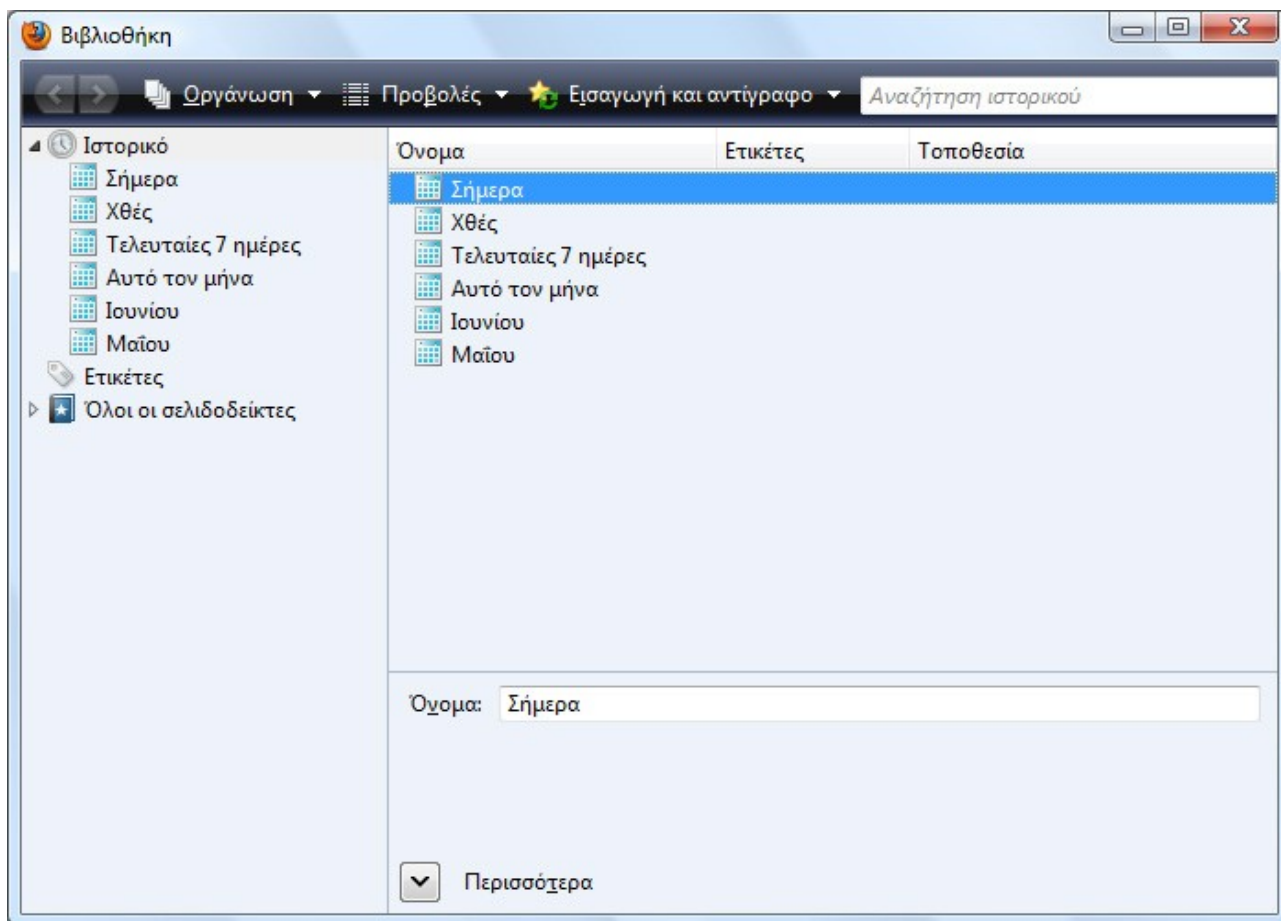 Βιβλιοθήκη
Οργάνωση Προβολές Εισαγωγή και αντίγραφο Αναζήτηση ιστορικού
Ιστορικό
Σήμερα
Χθές
Τελευταίες 7 ημέρες
Αυτό τον μήνα
Ιουνίου
Μαΐου
Ετικέτες
Όλοι οι σελιδοδείκτες
Όνομα Ετικέτες Τοποθεσία
Σήμερα
Χθές
Τελευταίες 7 ημέρες
Αυτό τον μήνα
Ιουνίου
Μαΐου
Όνομα: Σήμερα
Περισσότερα